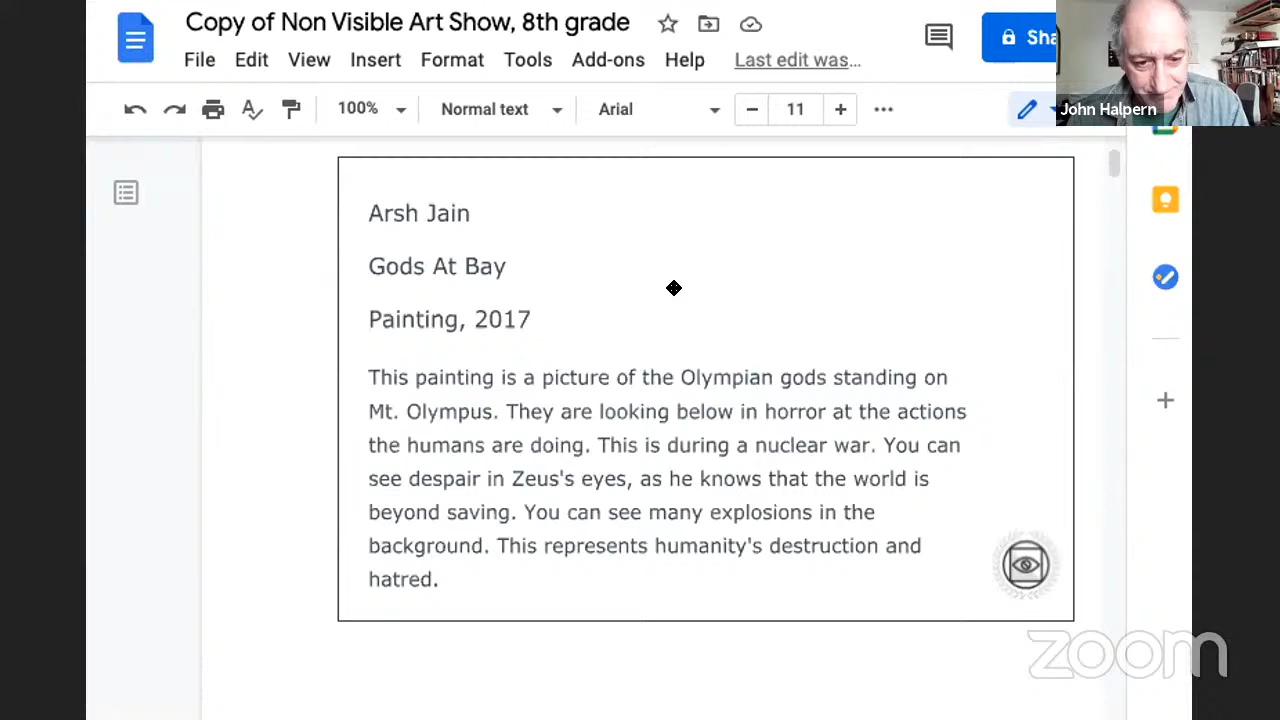 Copy of Non Visible Art Show, 8th grade
File Edit View Insert Format Tools Add-ons Help Last edit was...
Sha
100% Normal text Arial 11
John Halpern
Arsh Jain
Gods At Bay
Painting, 2017
This painting is a picture of the Olympian gods standing on
Mt. Olympus. They are looking below in horror at the actions
the humans are doing. This is during a nuclear war. You can
see despair in Zeus's eyes, as he knows that the world is
beyond saving. You can see many explosions in the
background. This represents humanity's destruction and
hatred.
zoom